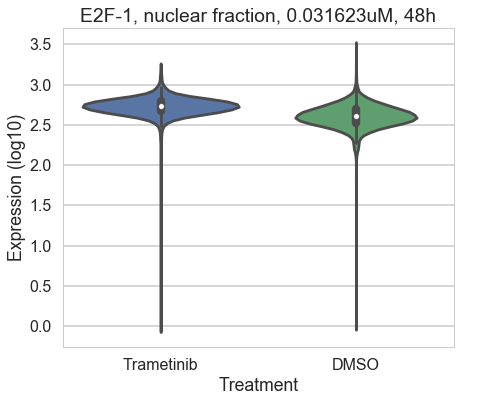 E2F-1, nuclear fraction, 0.031623uM, 48h
3.5
3.0
2.5
2.0
1.5
1.0
0.5
0.0
Expression (log10)
Trametinib DMSO
Treatment